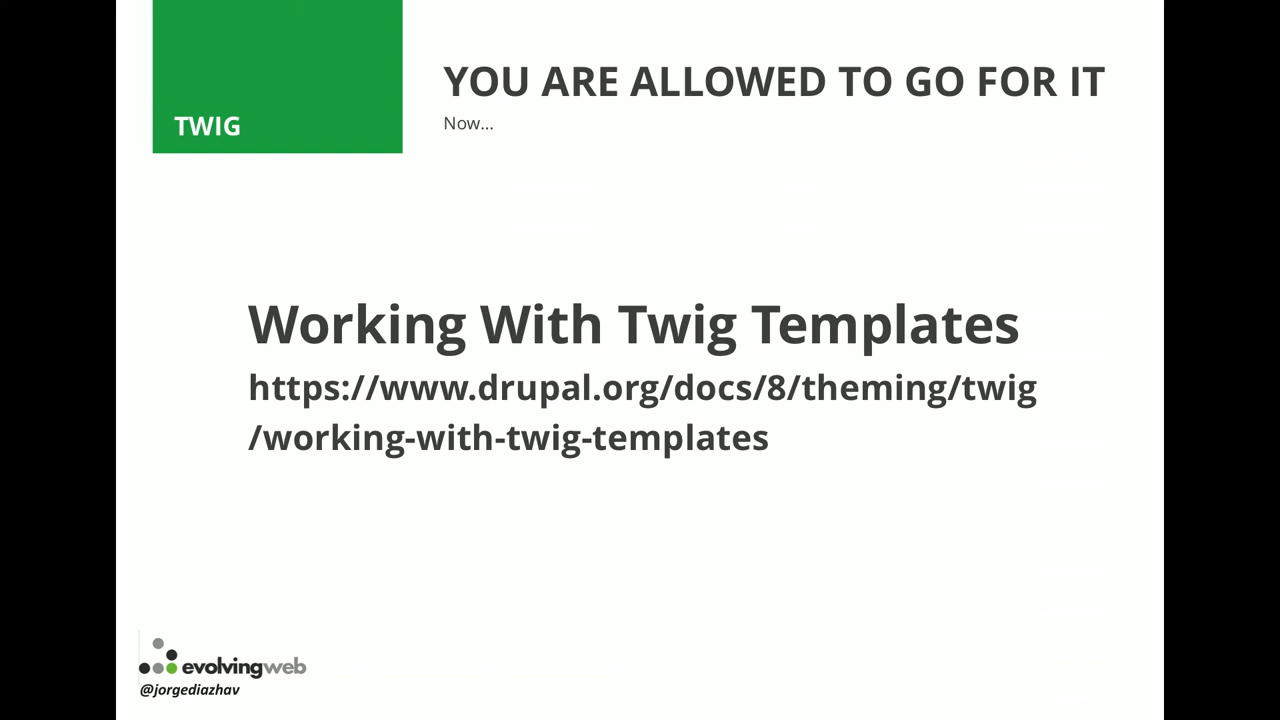 TWIG
YOU ARE ALLOWED TO GO FOR IT
Now...
Working With Twig Templates
https://www.drupal.org/docs/8/theming/twig
/working-with-twig-templates
evolvingweb
@jorgediazhav